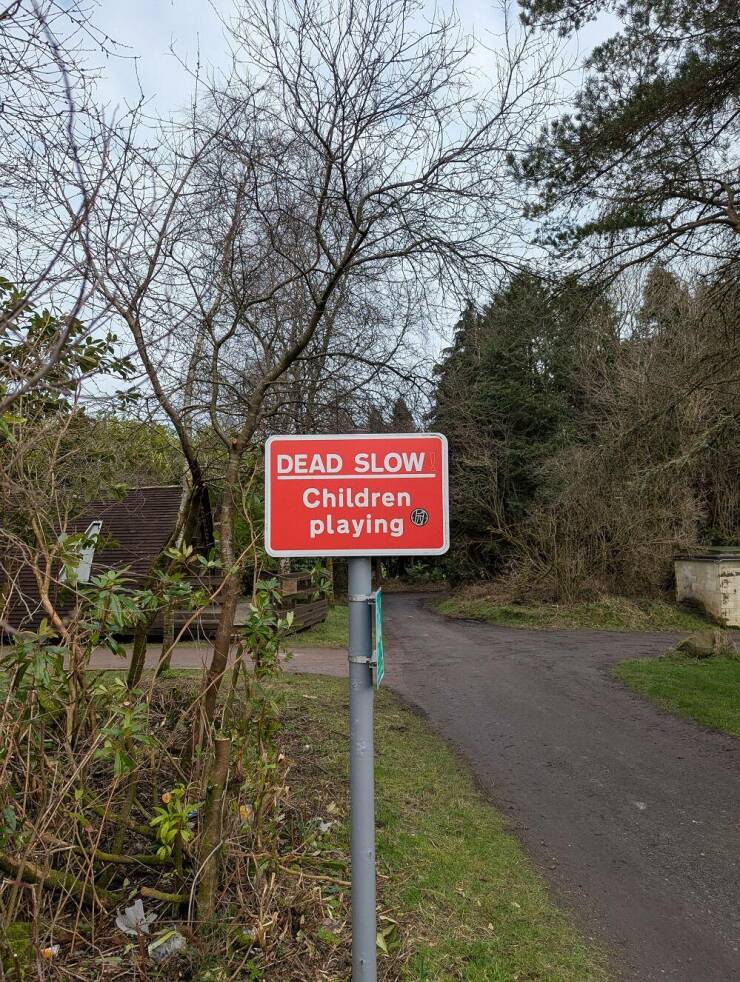 DEAD SLOW
Children
playing